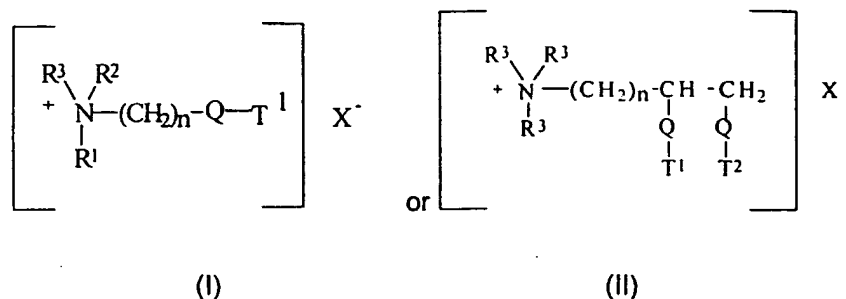 R³ R² R³ R³
+ N—(CH₂)n—Q—T¹ X⁻ + N—(CH₂)n—CH -CH₂ X
R¹ R³ Q Q
T¹ T²
or
(I) (II)